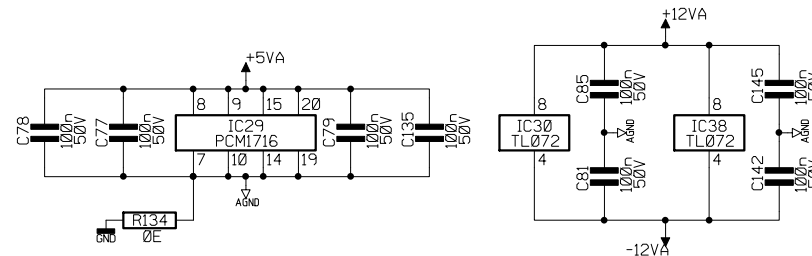 +5VA
C78
100n
50V
C77
100n
50V
8
9
15
20
IC29
PCM1716
7
10
14
19
C79
100n
50V
C135
100n
50V
AGND
R134
0E
GND
+12VA
8
IC30
TL072
4
C85
100n
50V
AGND
C81
100n
50V
8
IC38
TL072
4
C145
100n
50V
AGND
C142
100n
50V
-12VA